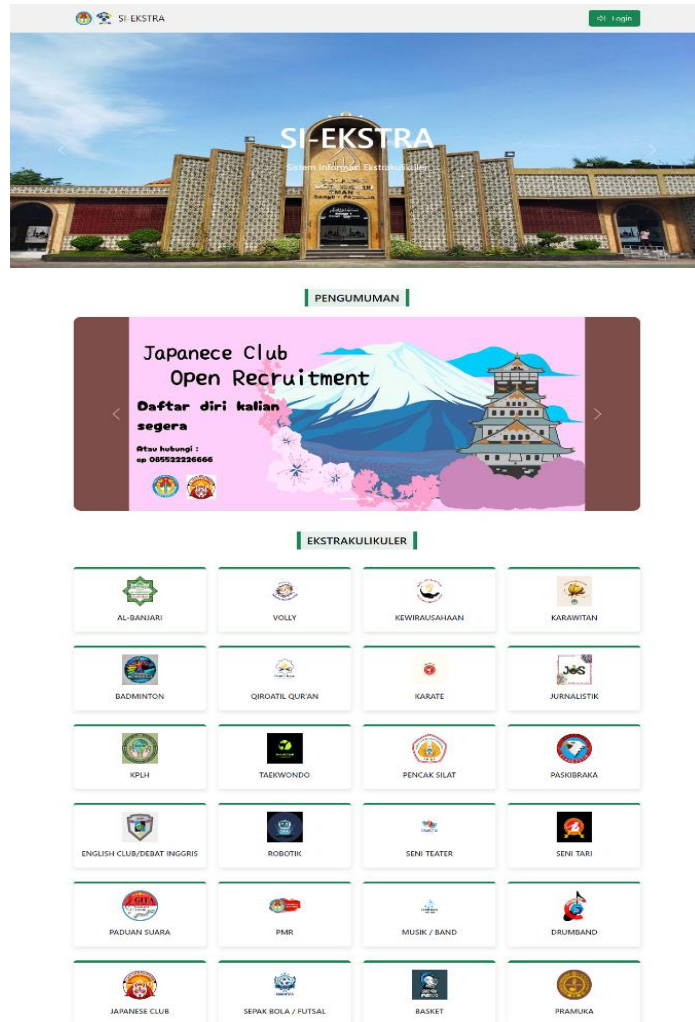 SI-EKSTRA
Login
SI-EKSTRA
Sistem Informasi Ekstrakulikuler
PENGUMUMAN
Japanece Club
Open Recruitment
Daftar diri kalian
segera
Atau hubungi :
cp 085522226666
EKSTRAKULIKULER
AL-BANJARI
VOLLY
KEWIRAUSAHAAN
KARAWITAN
BADMINTON
QIROATIL QUR'AN
KARATE
JURNALISTIK
KPLH
TAEKWONDO
PENCAK SILAT
PASKIBRAKA
ENGLISH CLUB/DEBAT INGGRIS
ROBOTIK
SENI TEATER
SENI TARI
PADUAN SUARA
PMR
MUSIK / BAND
DRUMBAND
JAPANESE CLUB
SEPAK BOLA / FUTSAL
BASKET
PRAMUKA